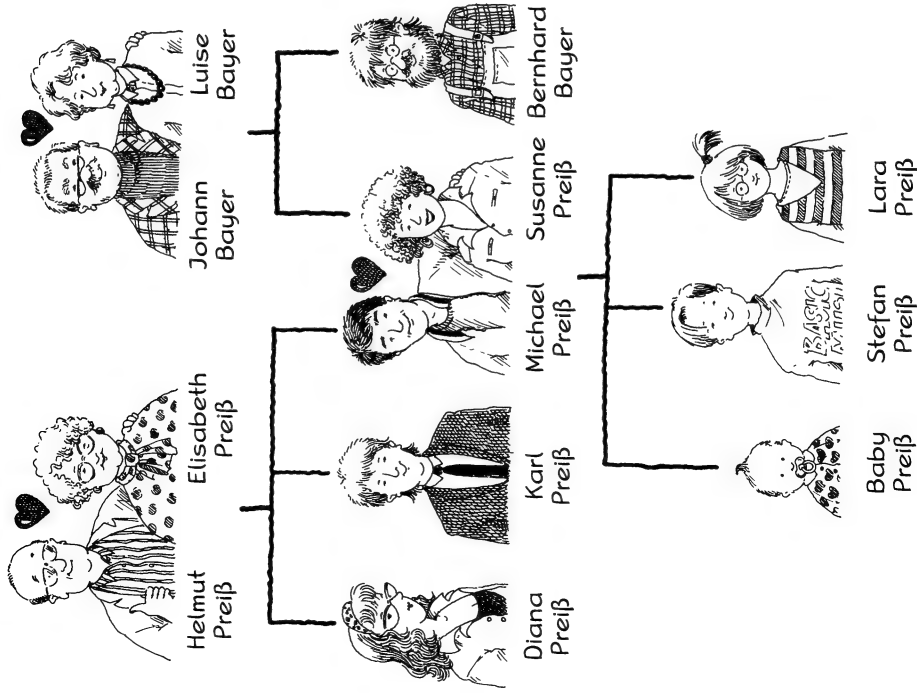 Helmut
Preiß
Elisabeth
Preiß
Johann
Bayer
Luise
Bayer
Diana
Preiß
Karl
Preiß
Michael
Preiß
Susanne
Preiß
Bernhard
Bayer
Baby
Preiß
Stefan
Preiß
Lara
Preiß